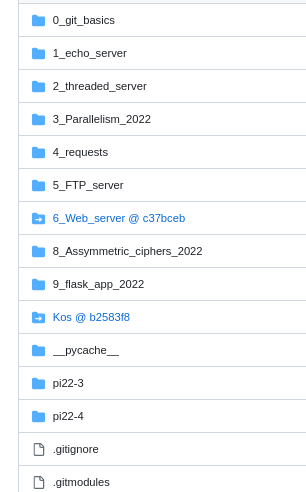 0_git_basics
1_echo_server
2_threaded_server
3_Parallelism_2022
4_requests
5_FTP_server
6_Web_server @ c37bceb
8_Assymmetric_ciphers_2022
9_flask_app_2022
Kos @ b2583f8
__pycache__
pi22-3
pi22-4
.gitignore
.gitmodules